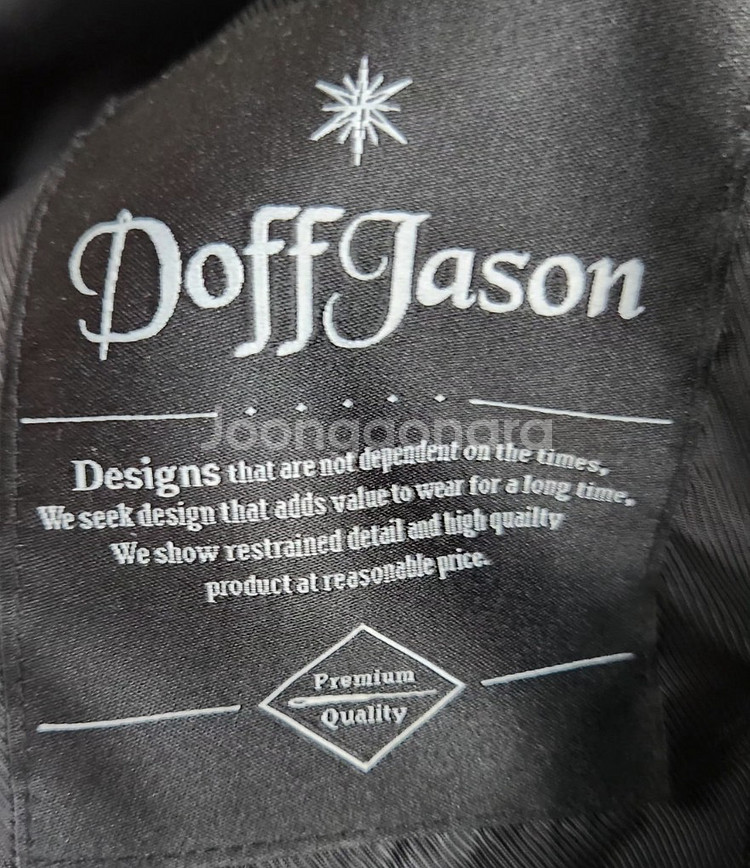 DoffJason
Joonggonara
Designs that are not dependent on the times,
We seek design that adds value to wear for a long time,
We show restrained detail and high quailty
product at reasonable price.
Premium
Quality